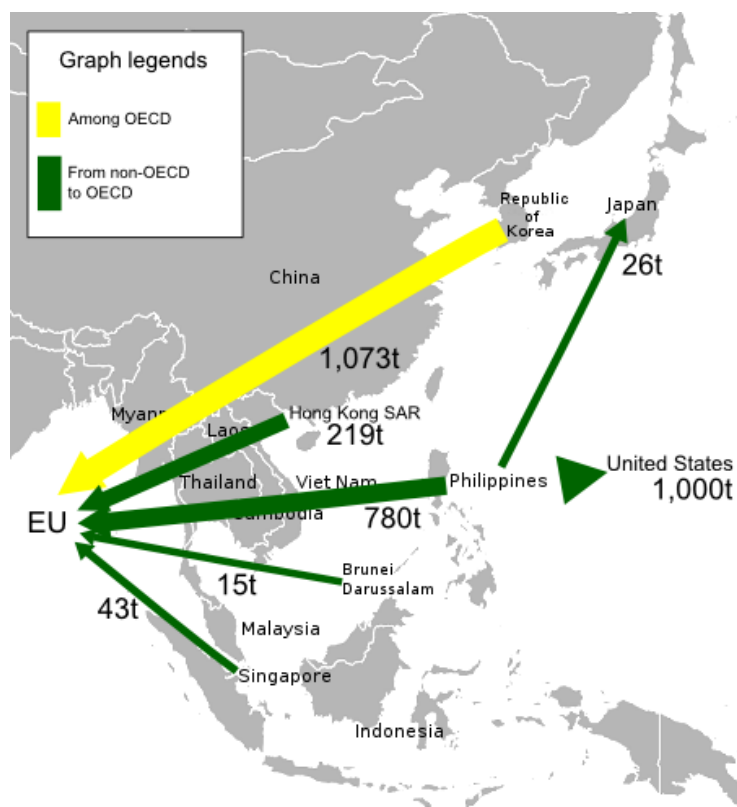 Graph legends
Among OECD
From non-OECD
to OECD
Republic
of
Korea
Japan
26t
China
1,073t
Myanm
Hong Kong SAR
Laos
219t
Thailand
Viet Nam
Philippines
United States
1,000t
EU
Cambodia
780t
Brunei
Darussalam
15t
43t
Malaysia
Singapore
Indonesia